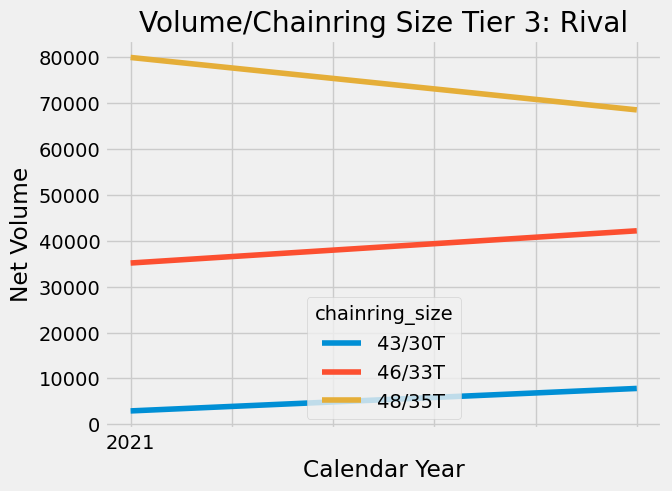 Volume/Chainring Size Tier 3: Rival
80000
70000
60000
50000
40000
30000
20000
10000
0
Net Volume
chainring_size
43/30T
46/33T
48/35T
2021
Calendar Year